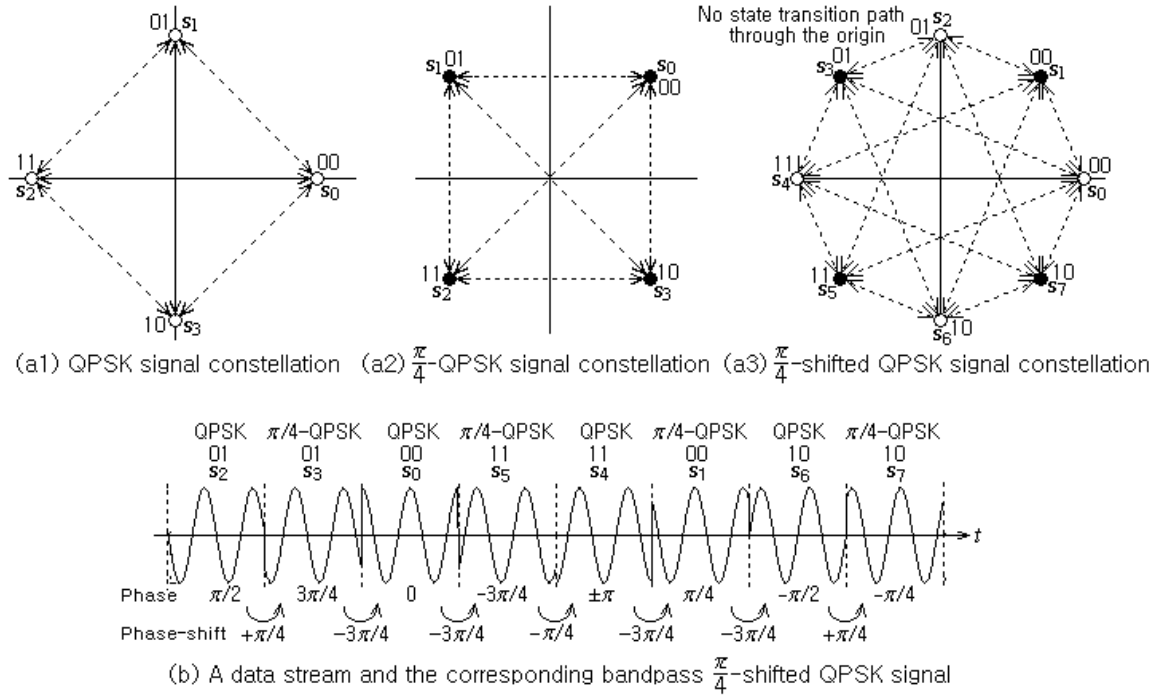 01 s₁
11
s₂
00
s₀
10 s₃
(a1) QPSK signal constellation
s₁ 01
s₀
00
11
s₂
10
s₃
(a2) π/4-QPSK signal constellation
No state transition path
through the origin
s₂
01
01
s₃
00
s₁
11
s₄
00
s₀
11
s₅
10
s₇
10
s₆
(a3) π/4-shifted QPSK signal constellation
QPSK π/4-QPSK QPSK π/4-QPSK QPSK π/4-QPSK QPSK π/4-QPSK
01 01 00 11 11 00 10 10
s₂ s₃ s₀ s₅ s₄ s₁ s₆ s₇
t
Phase π/2 3π/4 0 -3π/4 ±π π/4 -π/2 -π/4
Phase-shift +π/4 -3π/4 -3π/4 -π/4 -3π/4 -3π/4 +π/4
(b) A data stream and the corresponding bandpass π/4-shifted QPSK signal